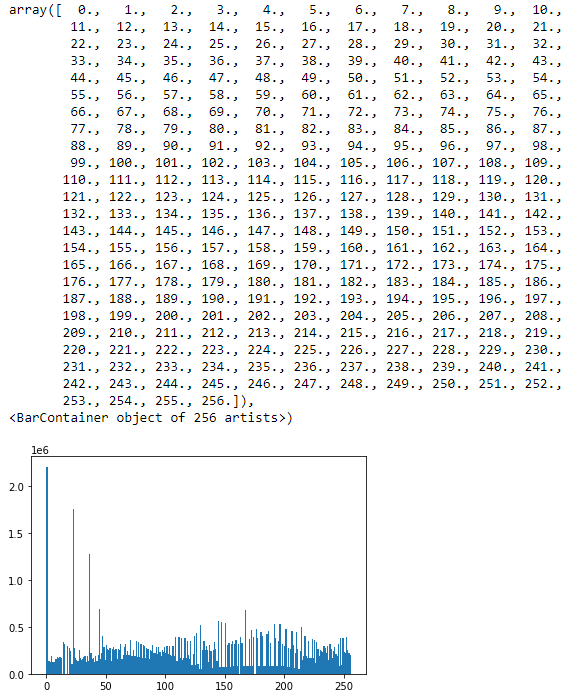 array([  0.,   1.,   2.,   3.,   4.,   5.,   6.,   7.,   8.,   9.,  10.,
11.,  12.,  13.,  14.,  15.,  16.,  17.,  18.,  19.,  20.,  21.,
22.,  23.,  24.,  25.,  26.,  27.,  28.,  29.,  30.,  31.,  32.,
33.,  34.,  35.,  36.,  37.,  38.,  39.,  40.,  41.,  42.,  43.,
44.,  45.,  46.,  47.,  48.,  49.,  50.,  51.,  52.,  53.,  54.,
55.,  56.,  57.,  58.,  59.,  60.,  61.,  62.,  63.,  64.,  65.,
66.,  67.,  68.,  69.,  70.,  71.,  72.,  73.,  74.,  75.,  76.,
77.,  78.,  79.,  80.,  81.,  82.,  83.,  84.,  85.,  86.,  87.,
88.,  89.,  90.,  91.,  92.,  93.,  94.,  95.,  96.,  97.,  98.,
99., 100., 101., 102., 103., 104., 105., 106., 107., 108., 109.,
110., 111., 112., 113., 114., 115., 116., 117., 118., 119., 120.,
121., 122., 123., 124., 125., 126., 127., 128., 129., 130., 131.,
132., 133., 134., 135., 136., 137., 138., 139., 140., 141., 142.,
143., 144., 145., 146., 147., 148., 149., 150., 151., 152., 153.,
154., 155., 156., 157., 158., 159., 160., 161., 162., 163., 164.,
165., 166., 167., 168., 169., 170., 171., 172., 173., 174., 175.,
176., 177., 178., 179., 180., 181., 182., 183., 184., 185., 186.,
187., 188., 189., 190., 191., 192., 193., 194., 195., 196., 197.,
198., 199., 200., 201., 202., 203., 204., 205., 206., 207., 208.,
209., 210., 211., 212., 213., 214., 215., 216., 217., 218., 219.,
220., 221., 222., 223., 224., 225., 226., 227., 228., 229., 230.,
231., 232., 233., 234., 235., 236., 237., 238., 239., 240., 241.,
242., 243., 244., 245., 246., 247., 248., 249., 250., 251., 252.,
253., 254., 255., 256.]),
<BarContainer object of 256 artists>)
1e6
2.0
1.5
1.0
0.5
0.0
0 50 100 150 200 250